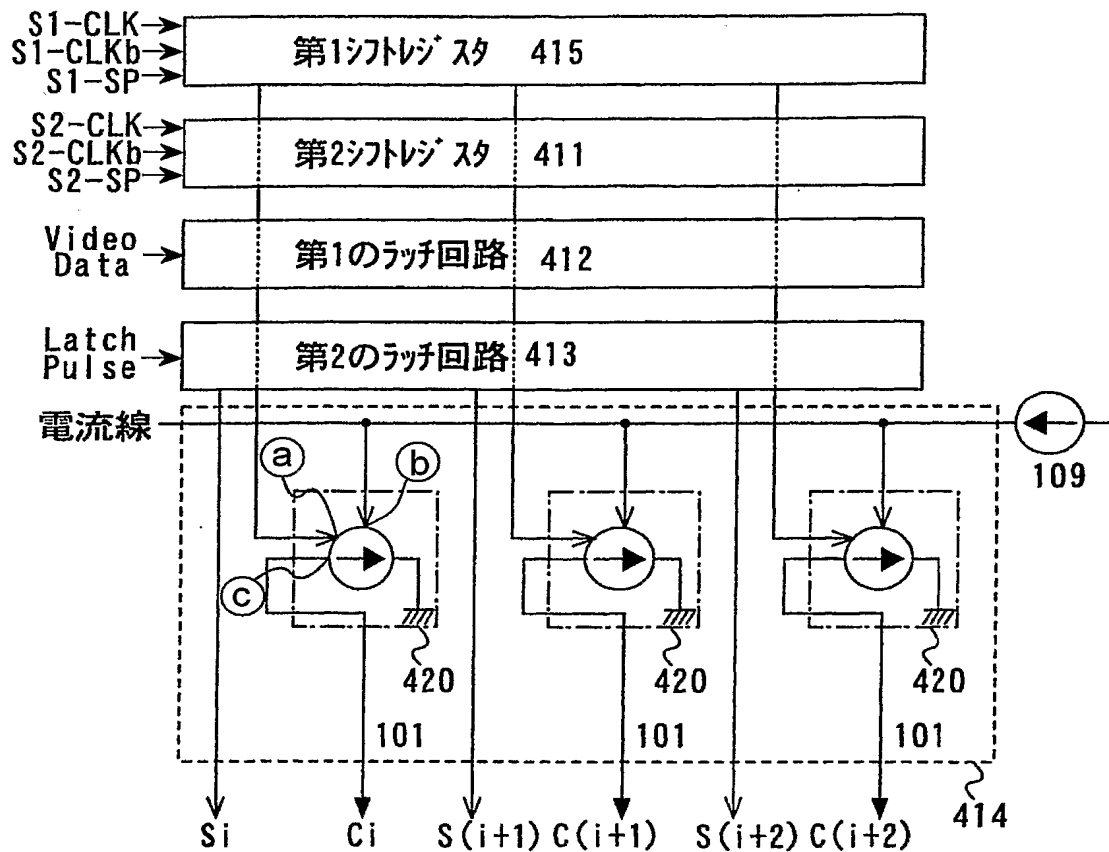 S1-CLK
S1-CLKb
S1-SP
第1シフトレジスタ 415
S2-CLK
S2-CLKb
S2-SP
第2シフトレジスタ 411
Video
Data
第1のラッチ回路 412
Latch
Pulse
第2のラッチ回路 413
電流線
109
a
b
c
420
420
420
101
101
101
414
Si
Ci
S(i+1)
C(i+1)
S(i+2)
C(i+2)